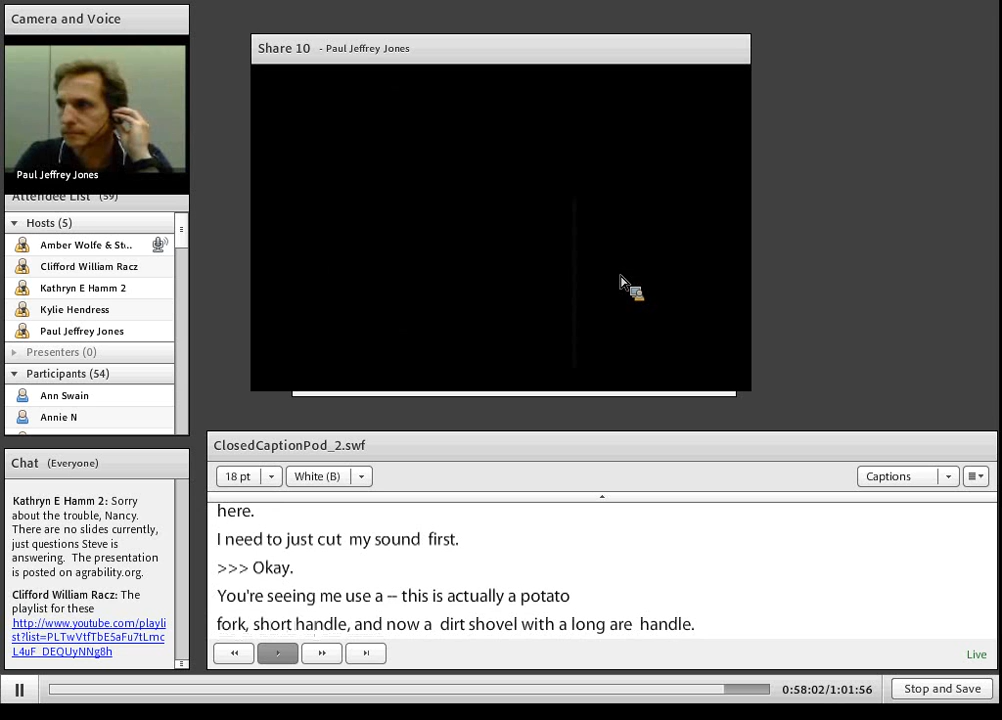 Camera and Voice
Paul Jeffrey Jones
Attendee List (59)
Hosts (5)
Amber Wolfe & St...
Clifford William Racz
Kathryn E Hamm 2
Kylie Hendress
Paul Jeffrey Jones
Presenters (0)
Participants (54)
Ann Swain
Annie N
Chat (Everyone)
Kathryn E Hamm 2: Sorry
about the trouble, Nancy.
There are no slides currently,
just questions Steve is
answering. The presentation
is posted on agrability.org.
Clifford William Racz: The
playlist for these
http://www.youtube.com/playli
st?list=PLTwVtfTbESaFu7tLmc
L4uF_DEQUyNNg8h
Share 10 - Paul Jeffrey Jones
ClosedCaptionPod_2.swf
18 pt
White (B)
Captions
here.
I need to just cut my sound first.
>>> Okay.
You're seeing me use a -- this is actually a potato
fork, short handle, and now a dirt shovel with a long are handle.
Live
0:58:02/1:01:56
Stop and Save